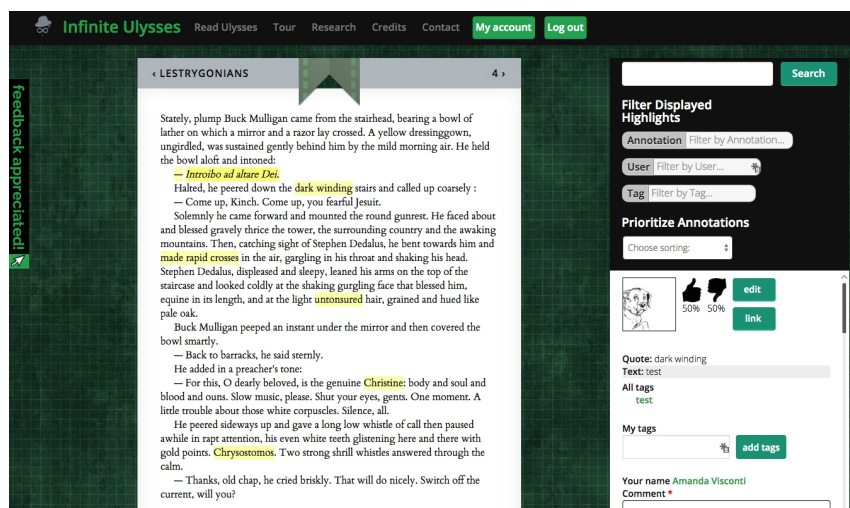 Infinite Ulysses Read Ulysses Tour Research Credits Contact My account Log out
feedback appreciated!
‹ LESTRYGONIANS 4 ›
Stately, plump Buck Mulligan came from the stairhead, bearing a bowl of
lather on which a mirror and a razor lay crossed. A yellow dressinggown,
ungirdled, was sustained gently behind him by the mild morning air. He held
the bowl aloft and intoned:
— Introibo ad altare Dei.
Halted, he peered down the dark winding stairs and called up coarsely :
— Come up, Kinch. Come up, you fearful Jesuit.
Solemnly he came forward and mounted the round gunrest. He faced about
and blessed gravely thrice the tower, the surrounding country and the awaking
mountains. Then, catching sight of Stephen Dedalus, he bent towards him and
made rapid crosses in the air, gargling in his throat and shaking his head.
Stephen Dedalus, displeased and sleepy, leaned his arms on the top of the
staircase and looked coldly at the shaking gurgling face that blessed him,
equine in its length, and at the light untonsured hair, grained and hued like
pale oak.
Buck Mulligan peeped an instant under the mirror and then covered the
bowl smartly.
— Back to barracks, he said sternly.
He added in a preacher's tone:
— For this, O dearly beloved, is the genuine Christine: body and soul and
blood and ouns. Slow music, please. Shut your eyes, gents. One moment. A
little trouble about those white corpuscles. Silence, all.
He peered sideways up and gave a long low whistle of call then paused
awhile in rapt attention, his even white teeth glistening here and there with
gold points. Chrysostomos. Two strong shrill whistles answered through the
calm.
— Thanks, old chap, he cried briskly. That will do nicely. Switch off the
current, will you?
Search
Filter Displayed
Highlights
Annotation Filter by Annotation...
User Filter by User...
Tag Filter by Tag...
Prioritize Annotations
Choose sorting:
50% 50% edit
link
Quote: dark winding
Text: test
All tags
test
My tags
add tags
Your name Amanda Visconti
Comment *